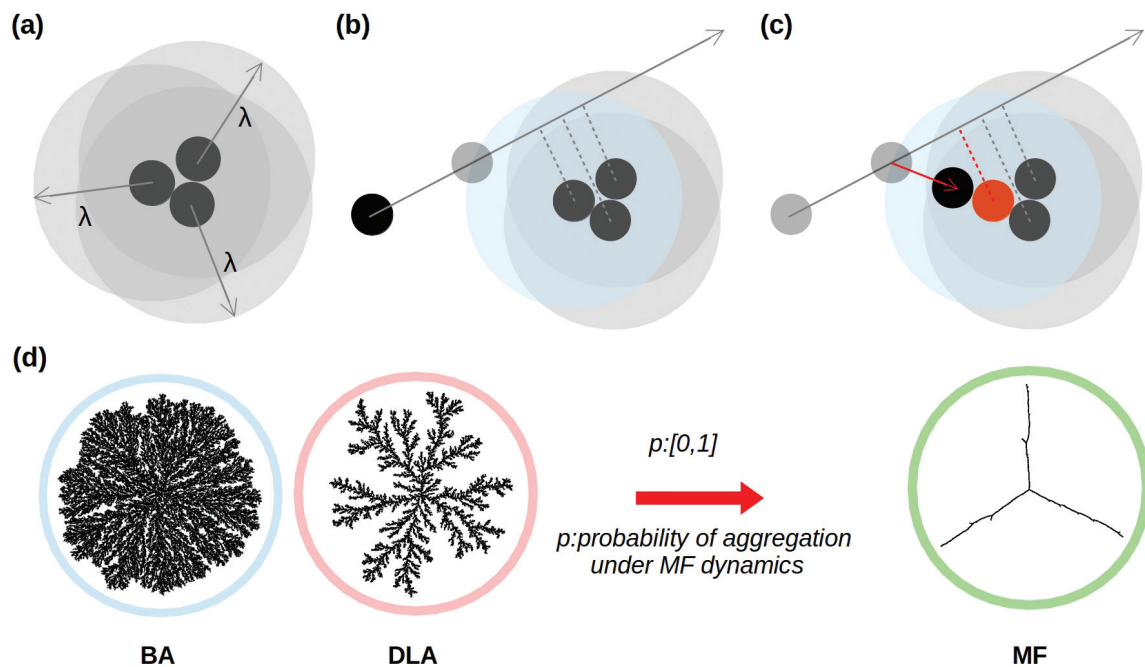 (a)
(b)
(c)
λ
λ
λ
(d)
p:[0,1]
p:probability of aggregation
under MF dynamics
BA
DLA
MF